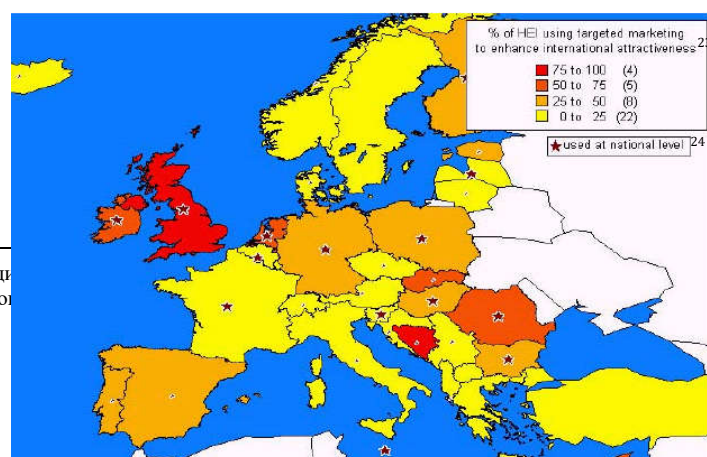 % of HEI using targeted marketing
to enhance international attractiveness
75 to 100 (4)
50 to 75 (5)
25 to 50 (8)
0 to 25 (22)
used at national level 24